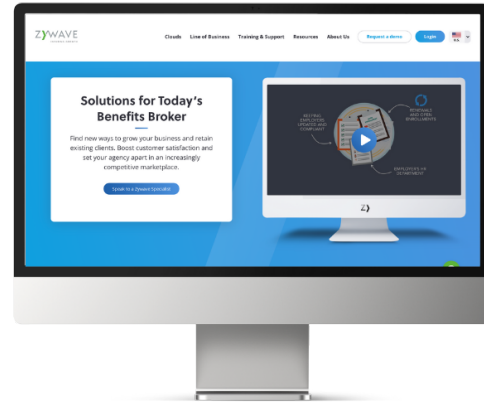 ZYWAVE
Clouds Line of Business Training & Support Resources About Us Request a demo Login
Solutions for Today's
Benefits Broker
Find new ways to grow your business and retain
existing clients. Boost customer satisfaction and
set your agency apart in an increasingly
competitive marketplace.
Speak to a Zywave Specialist
KEEPING
EMPLOYERS
UPDATED AND
COMPLIANT
RENEWALS
AND OPEN
ENROLLMENTS
EMPLOYER'S HR
DEPARTMENT